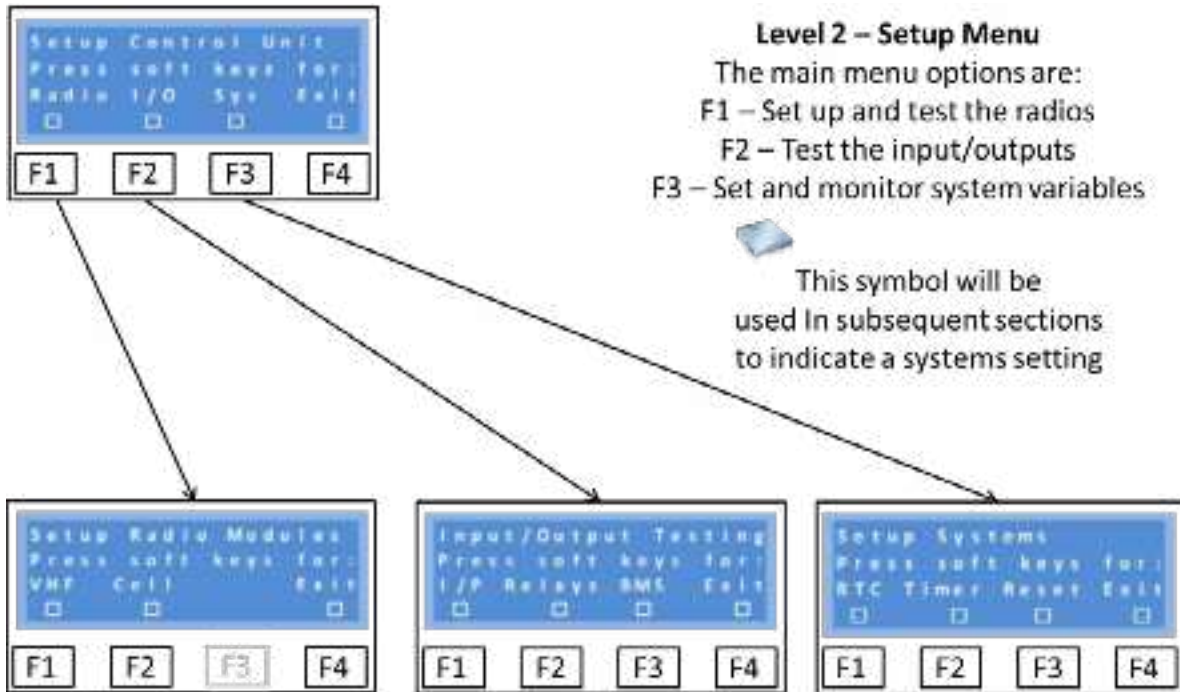 Setup Control Unit
Press soft keys for:
Radio I/O Sys Exit
F1 F2 F3 F4
Level 2 – Setup Menu
The main menu options are:
F1 – Set up and test the radios
F2 – Test the input/outputs
F3 – Set and monitor system variables
This symbol will be
used In subsequent sections
to indicate a systems setting
Setup Radio Modules
Press soft keys for:
VHF Cell Exit
F1 F2 F3 F4
Input/Output Testing
Press soft keys for:
I/P Relays BMS Exit
F1 F2 F3 F4
Setup Systems
Press soft keys for:
RTC Timer Reset Exit
F1 F2 F3 F4